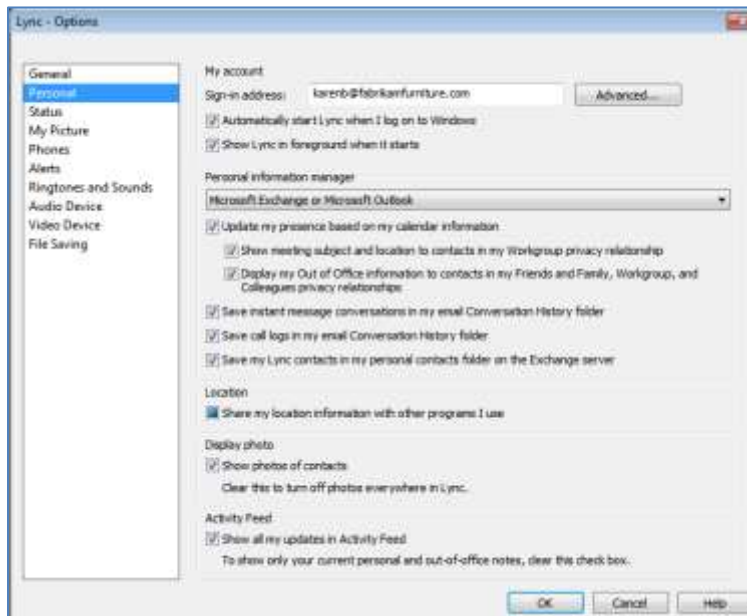 Lync - Options
General
Personal
Status
My Picture
Phones
Alerts
Ringtones and Sounds
Audio Device
Video Device
File Saving
My account
Sign-in address:
karenb@fabrikamfurniture.com
Advanced...
Automatically start Lync when I log on to Windows
Show Lync in foreground when it starts
Personal information manager
Microsoft Exchange or Microsoft Outlook
Update my presence based on my calendar information
Show meeting subject and location to contacts in my Workgroup privacy relationship
Display my Out of Office information to contacts in my Friends and Family, Workgroup, and
Colleagues privacy relationships
Save instant message conversations in my email Conversation History folder
Save call logs in my email Conversation History folder
Save my Lync contacts in my personal contacts folder on the Exchange server
Location
Share my location information with other programs I use
Display photo
Show photos of contacts
Clear this to turn off photos everywhere in Lync.
Activity Feed
Show all my updates in Activity Feed
To show only your current personal and out-of-office notes, clear this check box.
OK
Cancel
Help